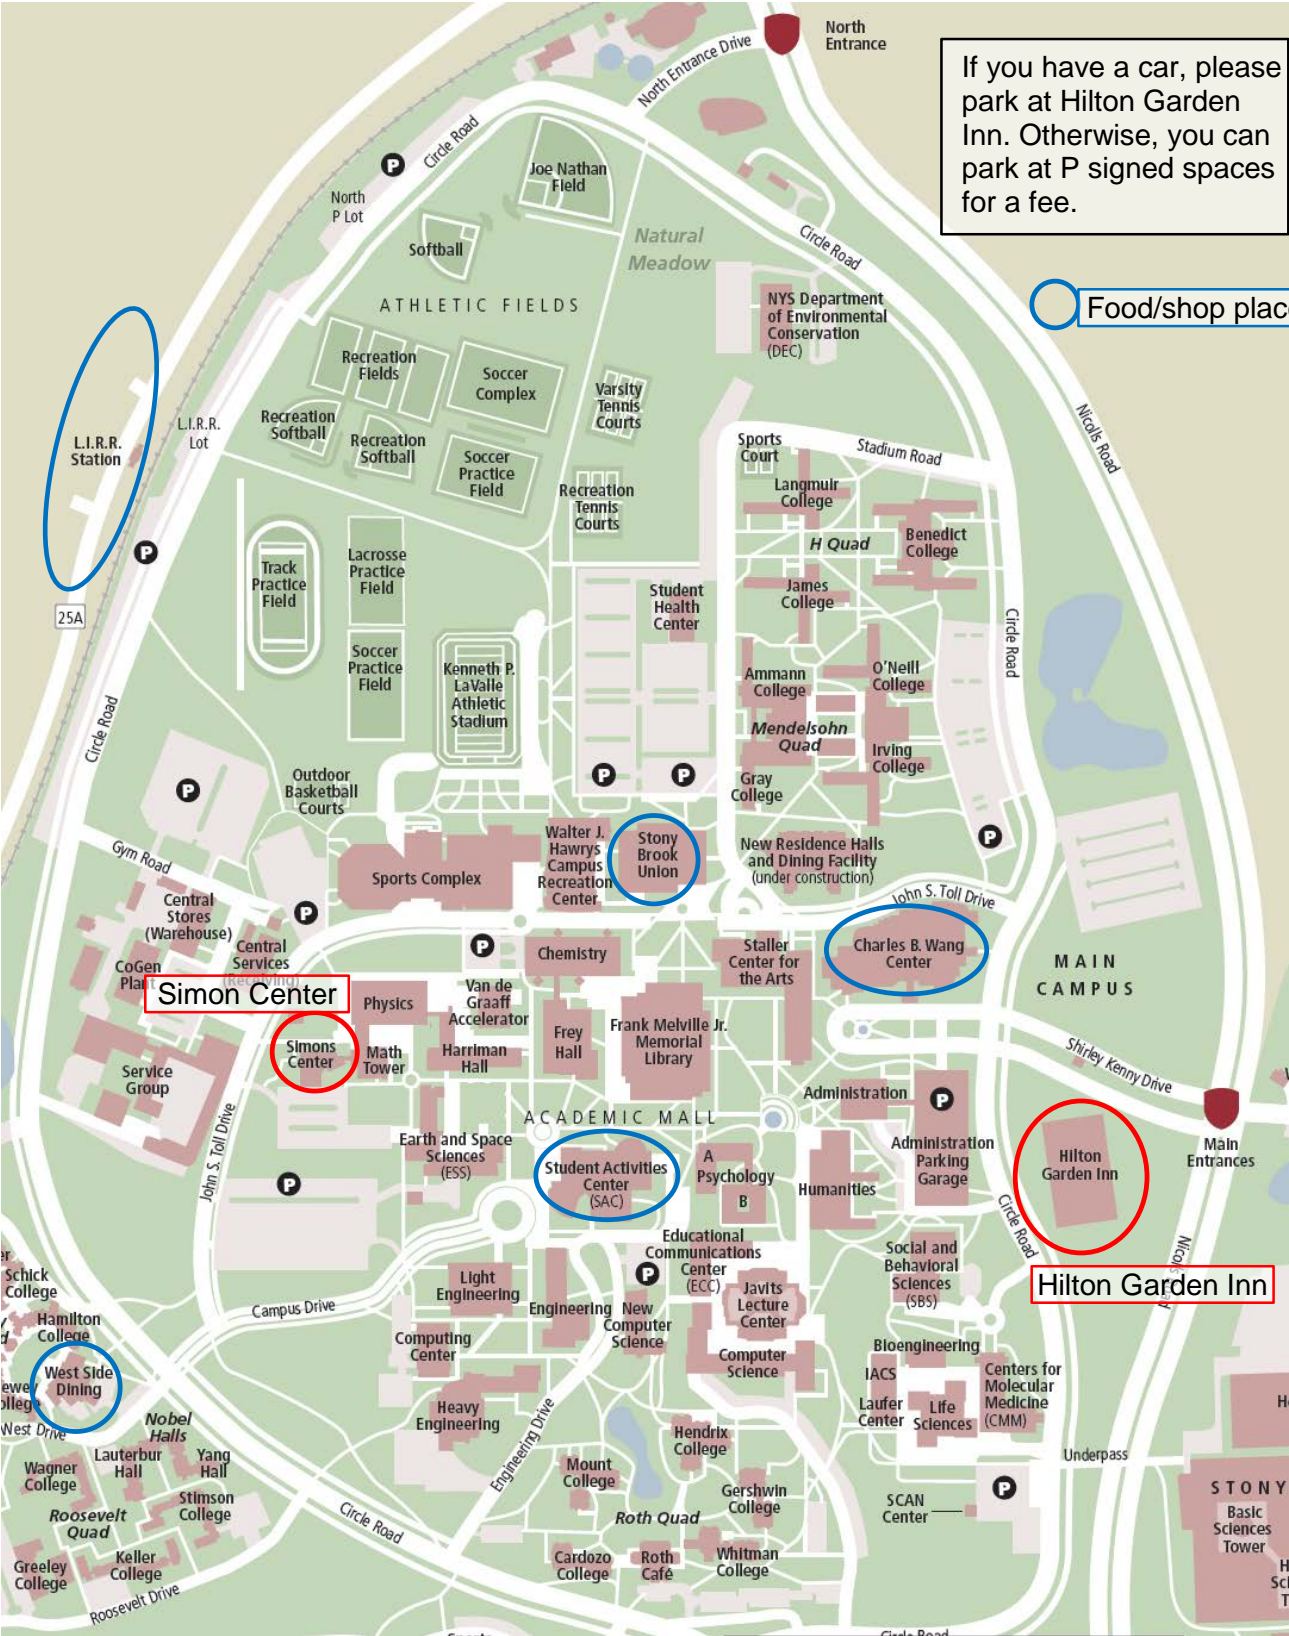 North
Entrance
North Entrance Drive
If you have a car, please
park at Hilton Garden
Inn. Otherwise, you can
park at P signed spaces
for a fee.
Circle Road
P
Joe Nathan
Field
North
P Lot
Softball
Natural
Meadow
Circle Road
ATHLETIC FIELDS
NYS Department
of Environmental
Conservation
(DEC)
Food/shop plac
Recreation
Fields
Soccer
Complex
Varsity
Tennis
Courts
Nicolls Road
L.I.R.R.
Station
L.I.R.R.
Lot
Recreation
Softball
Recreation
Softball
Soccer
Practice
Field
Sports
Court
Stadium Road
Langmuir
College
Recreation
Tennis
Courts
H Quad
Benedict
College
P
25A
Track
Practice
Field
Lacrosse
Practice
Field
Student
Health
Center
James
College
Circle Road
Soccer
Practice
Field
Kenneth P.
LaValle
Athletic
Stadium
Ammann
College
O'Neill
College
Mendelsohn
Quad
Irving
College
Gray
College
Circle Road
P
Outdoor
Basketball
Courts
P
P
P
Gym Road
Sports Complex
Walter J.
Hawrys
Campus
Recreation
Center
Stony
Brook
Union
New Residence Halls
and Dining Facility
(under construction)
John S. Toll Drive
Central
Stores
(Warehouse)
P
Central
Services
(Receiving)
CoGen
Plant
P
Chemistry
Staller
Center for
the Arts
Charles B. Wang
Center
MAIN
CAMPUS
Simon Center
Physics
Van de
Graaff
Accelerator
Simons
Center
Math
Tower
Harriman
Hall
Frey
Hall
Frank Melville Jr.
Memorial
Library
Shirley Kenny Drive
Service
Group
Administration
P
Administration
Parking
Garage
Hilton
Garden Inn
Main
Entrances
John S. Toll Drive
ACADEMIC MALL
Earth and Space
Sciences
(ESS)
Student Activities
Center
(SAC)
A
Psychology
B
Humanities
P
Circle Road
Nicolls Road
Hilton Garden Inn
Educational
Communications
Center
(ECC)
P
Social and
Behavioral
Sciences
(SBS)
er
Schick
College
Hamilton
College
Campus Drive
Light
Engineering
Engineering
New
Computer
Science
Javits
Lecture
Center
Computing
Center
Computer
Science
Bioengineering
IACS
Laufer
Center
Life
Sciences
Centers for
Molecular
Medicine
(CMM)
West Side
Dining
ewey
ollege
West Drive
Nobel
Halls
Heavy
Engineering
Engineering Drive
Hendrix
College
Underpass
Lauterbur
Hall
Yang
Hall
Wagner
College
Stimson
College
Roosevelt
Quad
Mount
College
Gershwin
College
Roth Quad
SCAN
Center
P
STONY
Basic
Sciences
Tower
Circle Road
Greeley
College
Keller
College
Cardozo
College
Roth
Café
Whitman
College
Roosevelt Drive
Circle Road